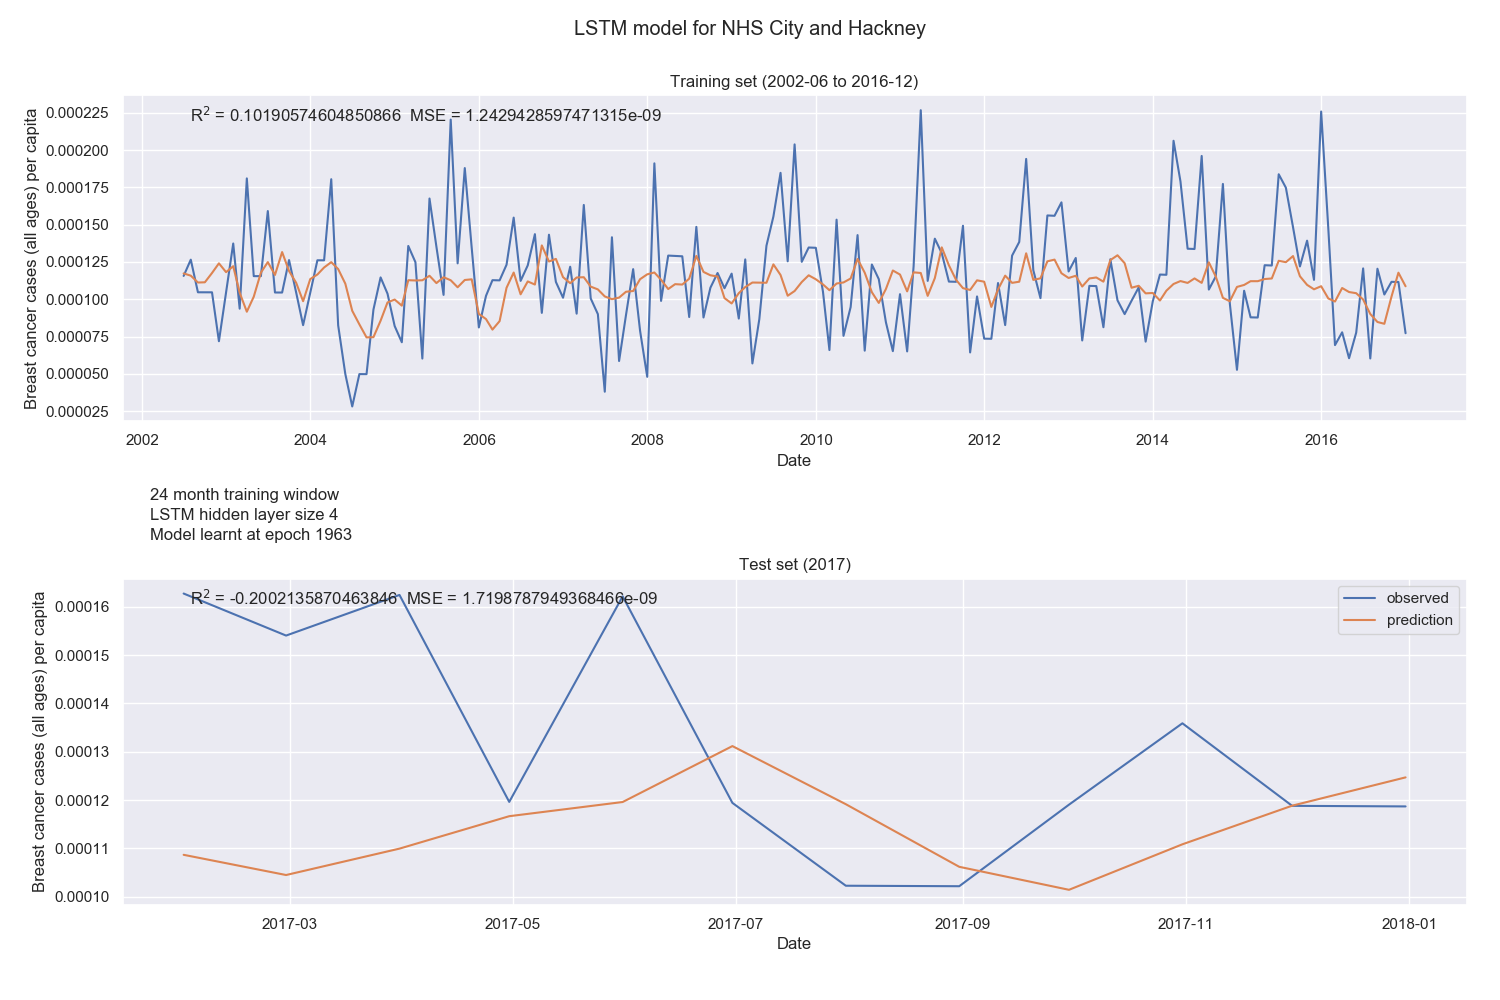 LSTM model for NHS City and Hackney
Training set (2002-06 to 2016-12)
R² = 0.10190574604850866 MSE = 1.2429428597471315e-09
Breast cancer cases (all ages) per capita
0.000225
0.000200
0.000175
0.000150
0.000125
0.000100
0.000075
0.000050
0.000025
2002 2004 2006 2008 2010 2012 2014 2016
Date
24 month training window
LSTM hidden layer size 4
Model learnt at epoch 1963
Test set (2017)
R² = -0.2002135870463846 MSE = 1.7198787949368466e-09
observed
prediction
Breast cancer cases (all ages) per capita
0.00016
0.00015
0.00014
0.00013
0.00012
0.00011
0.00010
2017-03 2017-05 2017-07 2017-09 2017-11 2018-01
Date